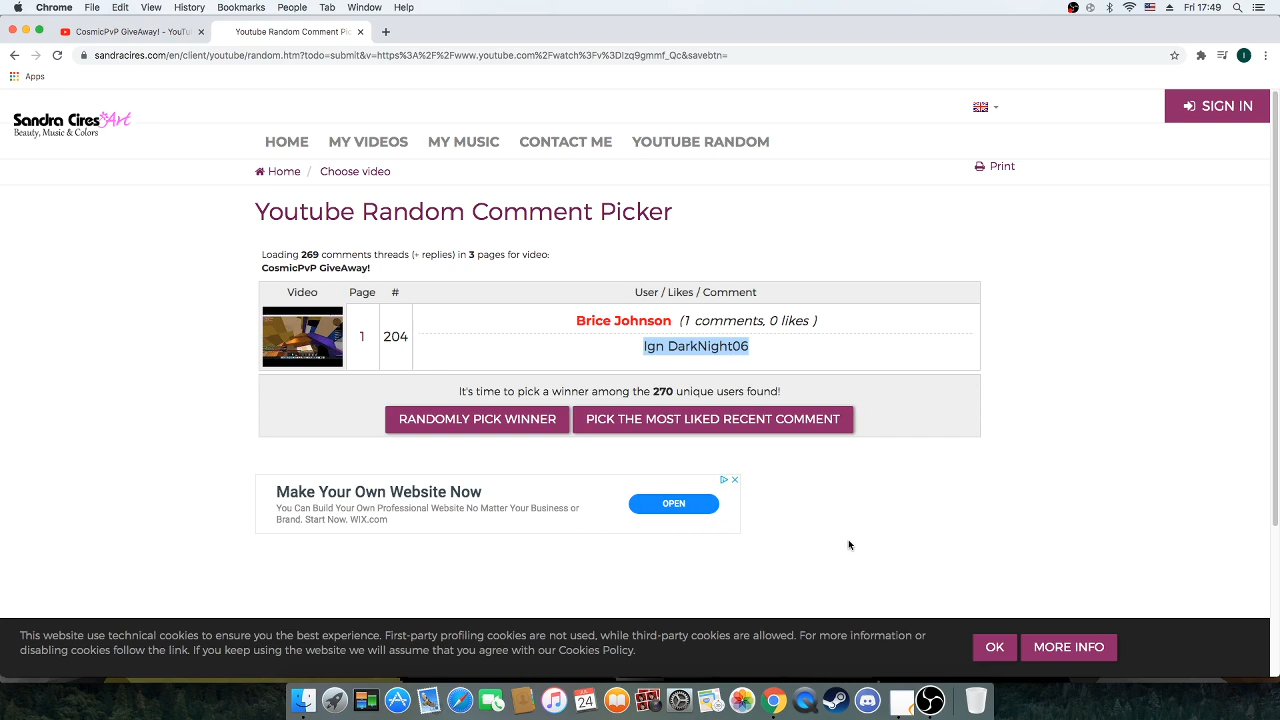 Chrome File Edit View History Bookmarks People Tab Window Help Fri 17:49
CosmicPvP GiveAway! - YouTu
Youtube Random Comment Pic
sandracires.com/en/client/youtube/random.htm?todo=submit&v=https%3A%2F%2Fwww.youtube.com%2Fwatch%3Fv%3DIzq9gmmf_Qc&savebtn=
Apps
Sandra Cires Art
Beauty, Music & Colors
SIGN IN
HOME MY VIDEOS MY MUSIC CONTACT ME YOUTUBE RANDOM
Home / Choose video
Print
Youtube Random Comment Picker
Loading 269 comments threads (+ replies) in 3 pages for video:
CosmicPvP GiveAway!
Video Page # User / Likes / Comment
1 204 Brice Johnson (1 comments, 0 likes )
Ign DarkNight06
It's time to pick a winner among the 270 unique users found!
RANDOMLY PICK WINNER PICK THE MOST LIKED RECENT COMMENT
Make Your Own Website Now
You Can Build Your Own Professional Website No Matter Your Business or
Brand. Start Now. WIX.com
OPEN
This website use technical cookies to ensure you the best experience. First-party profiling cookies are not used, while third-party cookies are allowed. For more information or
disabling cookies follow the link. If you keep using the website we will assume that you agree with our Cookies Policy.
OK MORE INFO
24